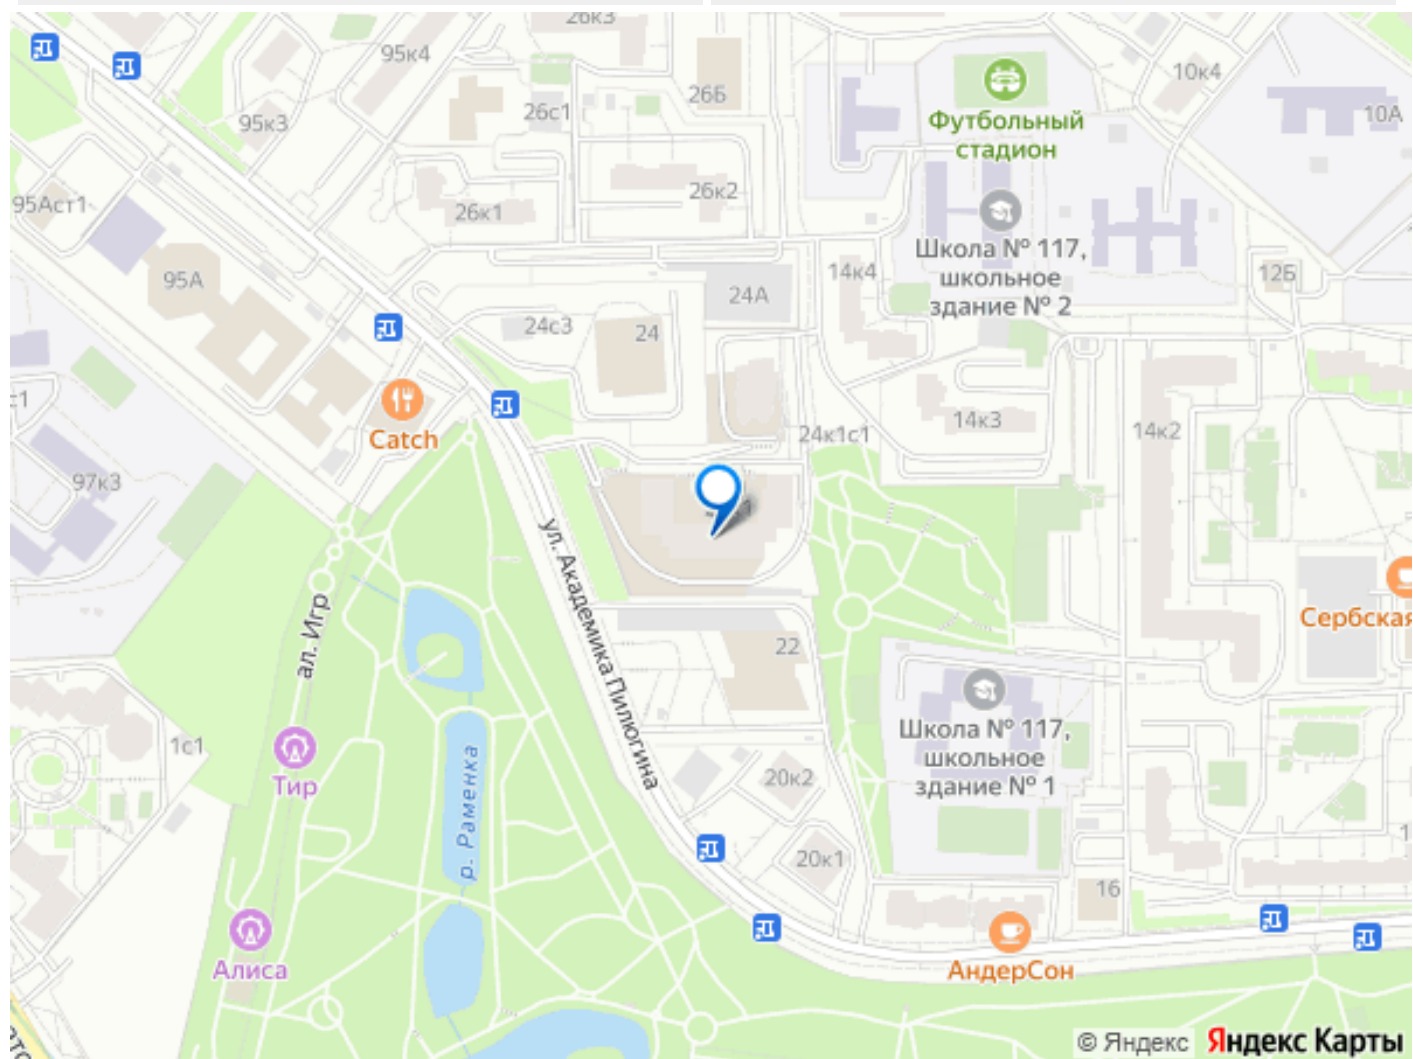 26к3
95к4
10к4
26Б
26с1
10А
95к3
Футбольный
стадион
26к2
95Аст1
26к1
Школа № 117,
школьное
здание № 2
14к4
12Б
95А
24А
24с3
24
14к3
24к1с1
14к2
Catch
97к3
ул. Академика Пилюгина
ал. Игр
Сербская
22
Школа № 117,
школьное
здание № 1
1с1
Тир
20к2
р. Раменка
20к1
16
АндерСон
Алиса
© Яндекс Яндекс Карты